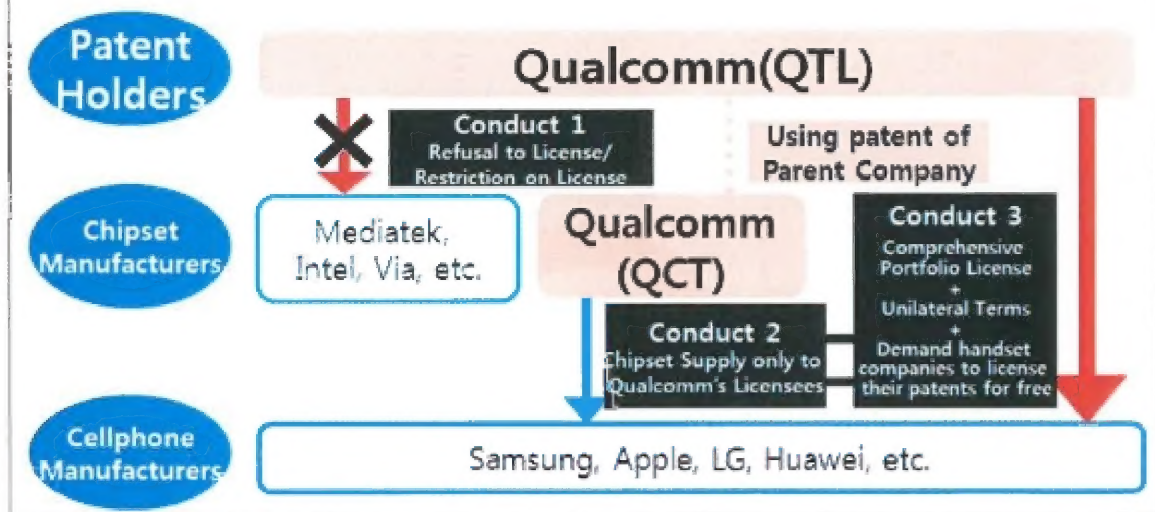 Patent
Holders
Qualcomm(QTL)
Conduct 1
Refusal to License/
Restriction on License
Using patent of
Parent Company
Chipset
Manufacturers
Mediatek,
Intel, Via, etc.
Qualcomm
(QCT)
Conduct 3
Comprehensive
Portfolio License
+
Unilateral Terms
+
Demand handset
companies to license
their patents for free
Conduct 2
Chipset Supply only to
Qualcomm's Licensees
Cellphone
Manufacturers
Samsung, Apple, LG, Huawei, etc.